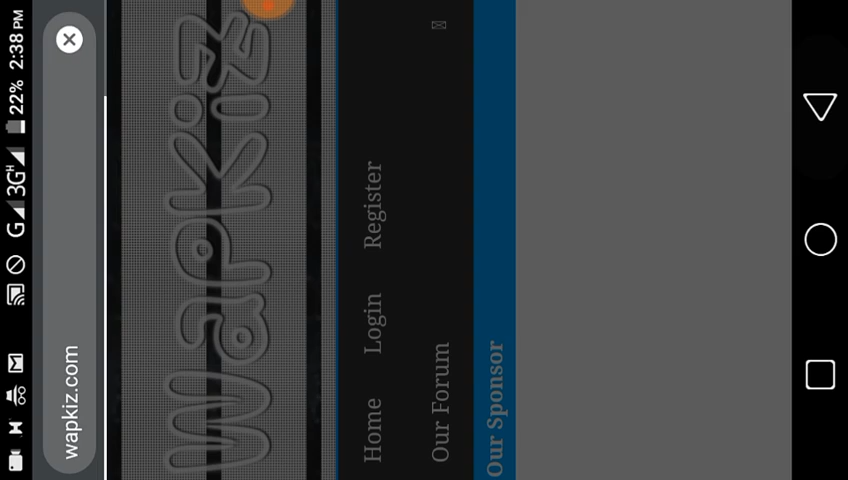 G 3G H 22% 2:38 PM
wapkiz.com
Wapkiz
Home Login Register
Our Forum
Our Sponsor